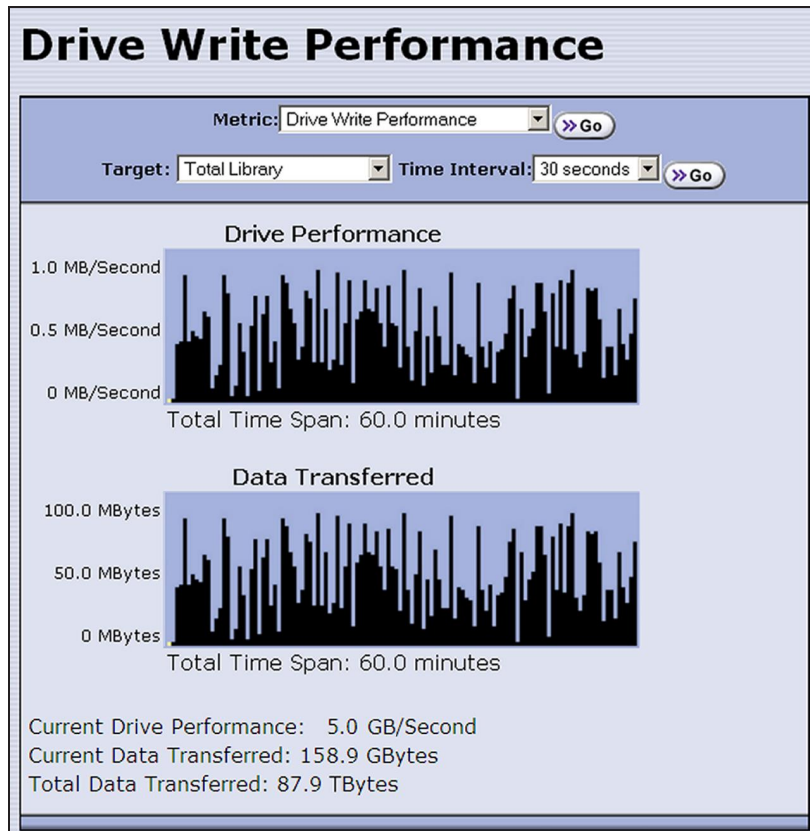 Drive Write Performance
Metric: Drive Write Performance Go
Target: Total Library Time Interval: 30 seconds Go
Drive Performance
1.0 MB/Second
0.5 MB/Second
0 MB/Second
Total Time Span: 60.0 minutes
Data Transferred
100.0 MBytes
50.0 MBytes
0 MBytes
Total Time Span: 60.0 minutes
Current Drive Performance: 5.0 GB/Second
Current Data Transferred: 158.9 GBytes
Total Data Transferred: 87.9 TBytes